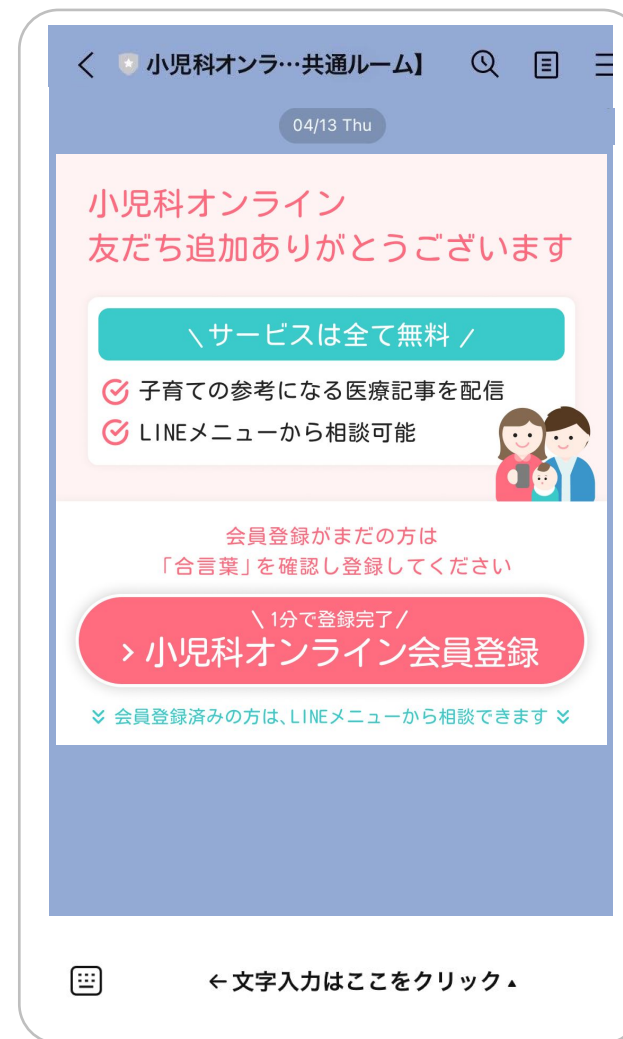 小児科オンラ…共通ルーム】
04/13 Thu
小児科オンライン
友だち追加ありがとうございます
\サービスは全て無料/
子育ての参考になる医療記事を配信
LINEメニューから相談可能
会員登録がまだの方は
「合言葉」を確認し登録してください
\1分で登録完了/
›小児科オンライン会員登録
会員登録済みの方は、LINEメニューから相談できます
←文字入力はここをクリック▲